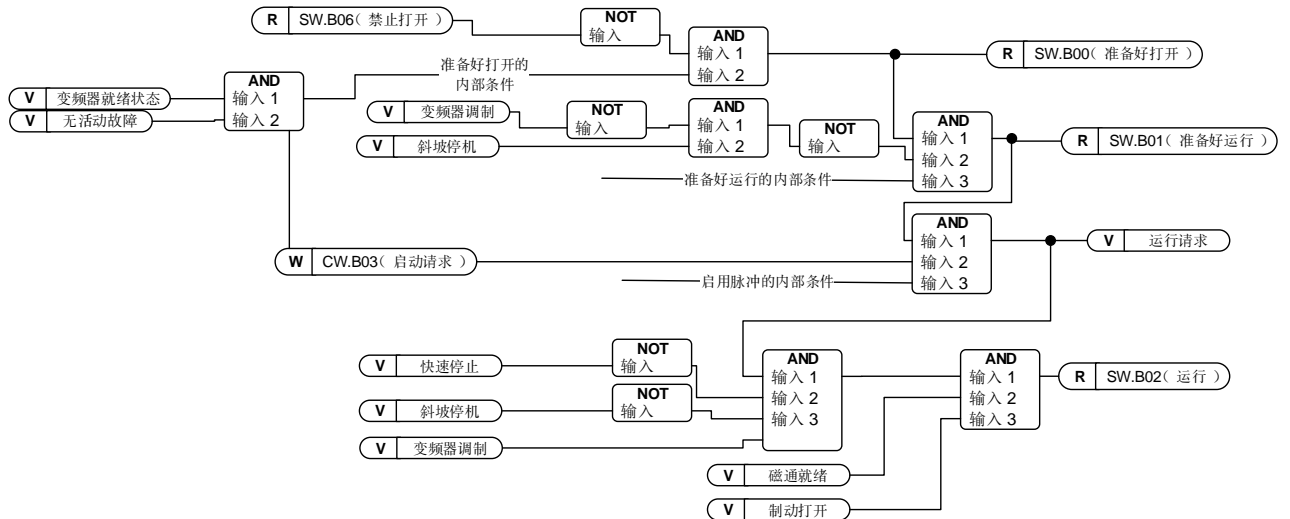 R SW.B06（禁止打开）
NOT
输入
AND
输入 1
输入 2
R SW.B00（准备好打开）
准备好打开的
内部条件
AND
输入 1
输入 2
V 变频器就绪状态
V 无活动故障
V 变频器调制
NOT
输入
AND
输入 1
输入 2
NOT
输入
V 斜坡停机
AND
输入 1
输入 2
输入 3
R SW.B01（准备好运行）
准备好运行的内部条件
AND
输入 1
输入 2
输入 3
V 运行请求
W CW.B03（启动请求）
启用脉冲的内部条件
V 快速停止
NOT
输入
V 斜坡停机
NOT
输入
V 变频器调制
AND
输入 1
输入 2
输入 3
AND
输入 1
输入 2
输入 3
R SW.B02（运行）
V 磁通就绪
V 制动打开